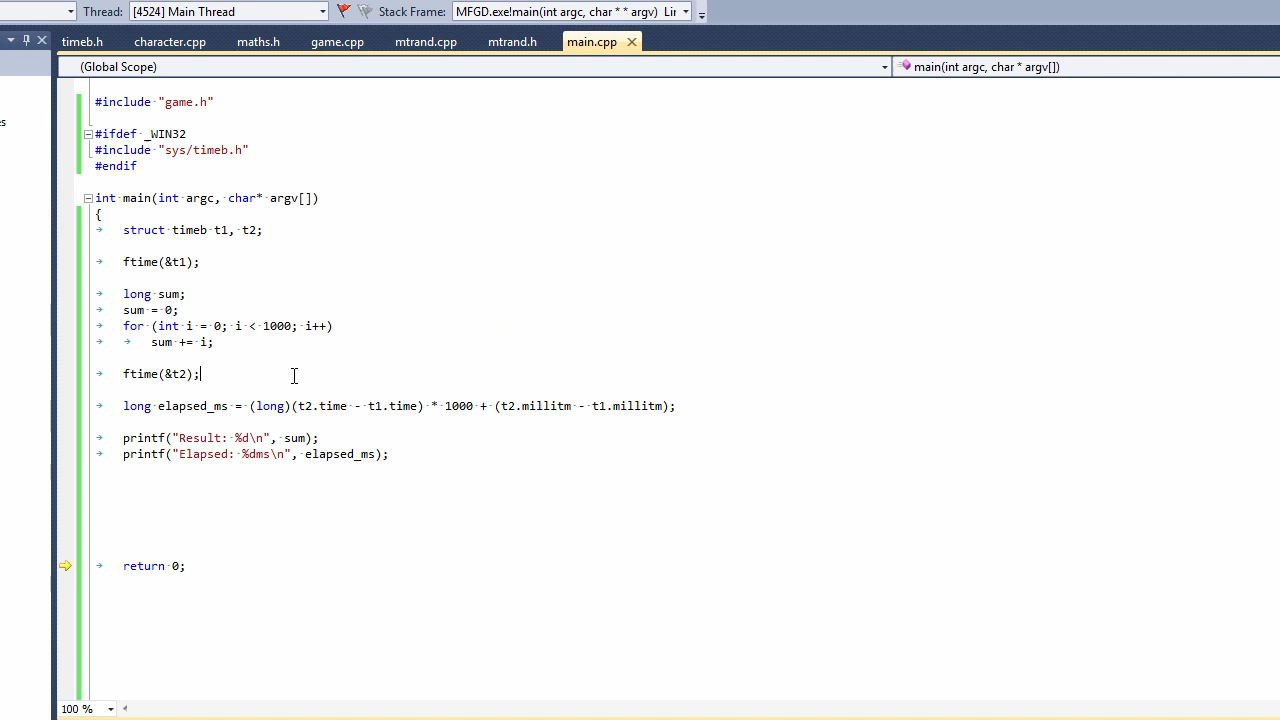 Thread: [4524] Main Thread Stack Frame: MFGD.exe!main(int argc, char * * argv) Lir
timeb.h character.cpp maths.h game.cpp mtrand.cpp mtrand.h main.cpp
(Global Scope) main(int argc, char * argv[])
#include "game.h"
es
#ifdef _WIN32
#include "sys/timeb.h"
#endif
int main(int argc, char* argv[])
{
struct timeb t1, t2;
ftime(&t1);
long sum;
sum = 0;
for (int i = 0; i < 1000; i++)
sum += i;
ftime(&t2);
long elapsed_ms = (long)(t2.time - t1.time) * 1000 + (t2.millitm - t1.millitm);
printf("Result: %d\n", sum);
printf("Elapsed: %dms\n", elapsed_ms);
return 0;
100 %